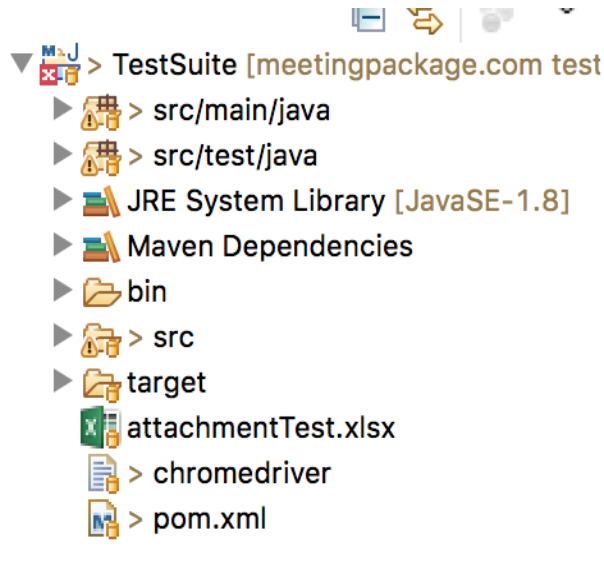 > TestSuite [meetingpackage.com test
> src/main/java
> src/test/java
JRE System Library [JavaSE-1.8]
Maven Dependencies
bin
> src
target
attachmentTest.xlsx
> chromedriver
> pom.xml